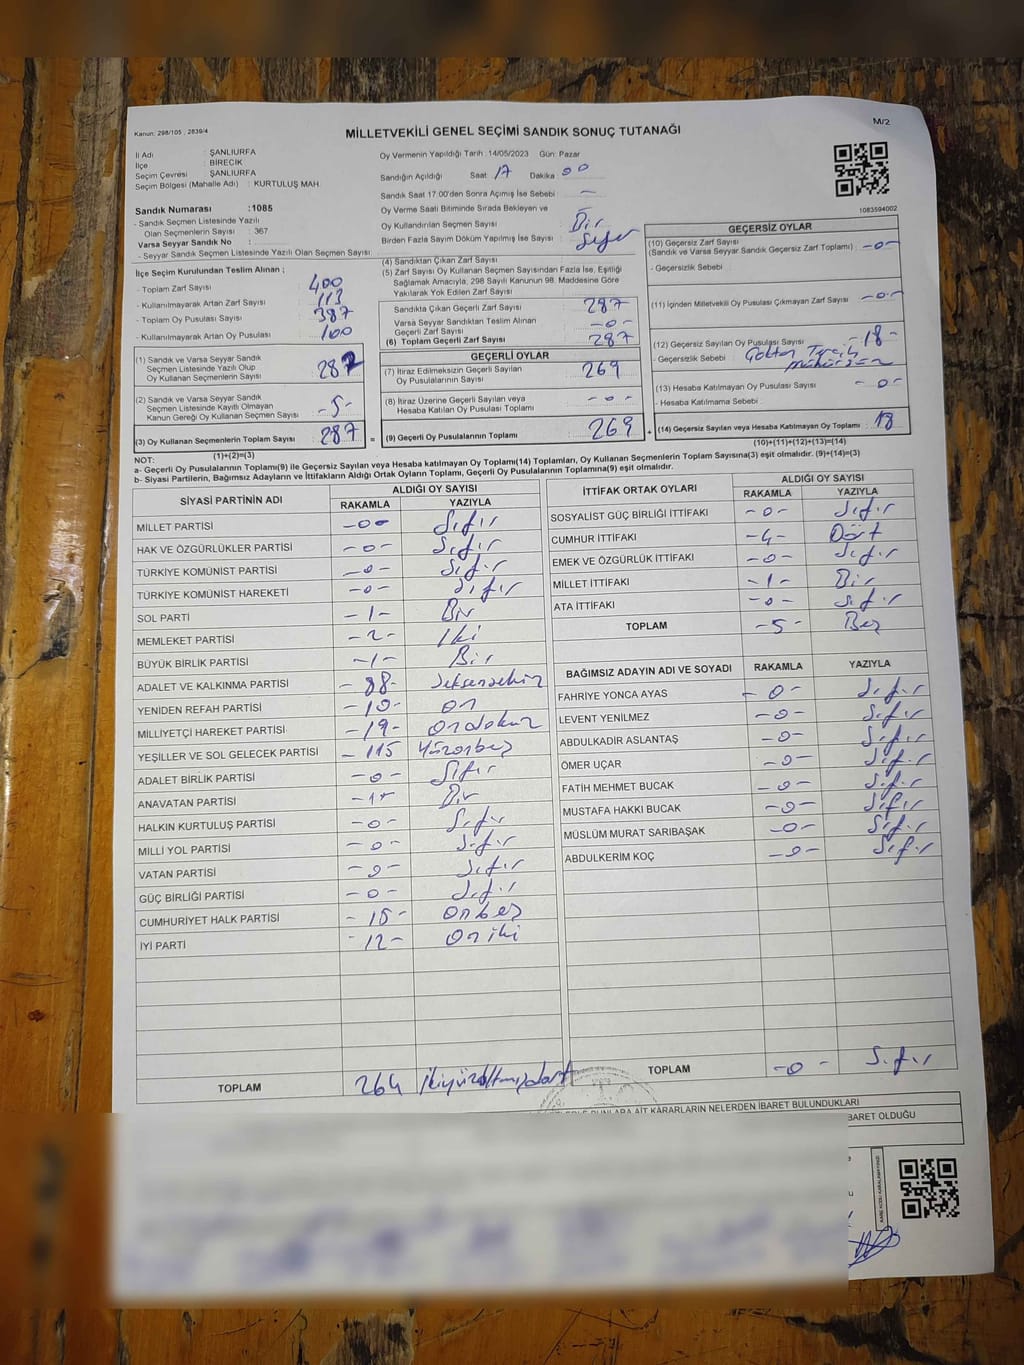 Kanun: 298/105 , 2839/4
MİLLETVEKİLİ GENEL SEÇİMİ SANDIK SONUÇ TUTANAĞI
M/2
İl Adı : ŞANLIURFA
İlçe : BİRECİK
Seçim Çevresi : ŞANLIURFA
Seçim Bölgesi (Mahalle Adı) : KURTULUŞ MAH.
Sandık Numarası :1085
- Sandık Seçmen Listesinde Yazılı
Olan Seçmenlerin Sayısı : 367
Varsa Seyyar Sandık No :
- Seyyar Sandık Seçmen Listesinde Yazılı Olan Seçmen Sayısı:
Oy Vermenin Yapıldığı Tarih : 14/05/2023 Gün: Pazar
Sandığın Açıldığı Saat 17 Dakika 00
Sandık Saat 17:00'den Sonra Açımış İse Sebebi –
Oy Verme Saati Bitiminde Sırada Bekleyen ve
Oy Kullandırılan Seçmen Sayısı : Bir
Birden Fazla Sayım Döküm Yapılmış İse Sayısı : Sefer
1083594002
İlçe Seçim Kurulundan Teslim Alınan ;
- Toplam Zarf Sayısı : 400
- Kullanılmayarak Artan Zarf Sayısı : 113
- Toplam Oy Pusulası Sayısı : 387
- Kullanılmayarak Artan Oy Pusulası : 100
(1) Sandık ve Varsa Seyyar Sandık
Seçmen Listesinde Yazılı Olup
Oy Kullanan Seçmenlerin Sayısı : 282
(2) Sandık ve Varsa Seyyar Sandık
Seçmen Listesinde Kayıtlı Olmayan
Kanun Gereği Oy Kullanan Seçmen Sayısı : -5-
(3) Oy Kullanan Seçmenlerin Toplam Sayısı : 287
(1)+(2)=(3)
(4) Sandıktan Çıkan Zarf Sayısı :
(5) Zarf Sayısı Oy Kullanan Seçmen Sayısından Fazla İse, Eşitliği
Sağlamak Amacıyla, 298 Sayılı Kanunun 98. Maddesine Göre
Yakılarak Yok Edilen Zarf Sayısı :
Sandıkta Çıkan Geçerli Zarf Sayısı : 287
Varsa Seyyar Sandıktan Teslim Alınan
Geçerli Zarf Sayısı : -0-
(6) Toplam Geçerli Zarf Sayısı : 287
GEÇERLİ OYLAR
(7) İtiraz Edilmeksizin Geçerli Sayılan
Oy Pusulalarının Sayısı : 269
(8) İtiraz Üzerine Geçerli Sayılan veya
Hesaba Katılan Oy Pusulası Toplamı : -0-
= (9) Geçerli Oy Pusulalarının Toplamı : 269
GEÇERSİZ OYLAR
(10) Geçersiz Zarf Sayısı
(Sandık ve Varsa Seyyar Sandık Geçersiz Zarf Toplamı) : -0-
- Geçersizlik Sebebi :
(11) İçinden Milletvekili Oy Pusulası Çıkmayan Zarf Sayısı : -0-
(12) Geçersiz Sayılan Oy Pusulası Sayısı : -18-
- Geçersizlik Sebebi :
(13) Hesaba Katılmayan Oy Pusulası Sayısı : -0-
- Hesaba Katılmama Sebebi :
+ (14) Geçersiz Sayılan veya Hesaba Katılmayan Oy Toplamı : 18
(10)+(11)+(12)+(13)=(14)
NOT:
a- Geçerli Oy Pusulalarının Toplamı(9) ile Geçersiz Sayılan veya Hesaba katılmayan Oy Toplamı(14) Toplamları, Oy Kullanan Seçmenlerin Toplam Sayısına(3) eşit olmalıdır. (9)+(14)=(3)
b- Siyasi Partilerin, Bağımsız Adayların ve İttifakların Aldığı Ortak Oyların Toplamı, Geçerli Oy Pusulalarının Toplamına(9) eşit olmalıdır.
SİYASİ PARTİNİN ADI ALDIĞI OY SAYISI
RAKAMLA YAZIYLA
MİLLET PARTİSİ -0- Sıfır
HAK VE ÖZGÜRLÜKLER PARTİSİ -0- Sıfır
TÜRKİYE KOMÜNİST PARTİSİ -0- Sıfır
TÜRKİYE KOMÜNİST HAREKETİ -0- Sıfır
SOL PARTİ -1- Bir
MEMLEKET PARTİSİ -2- İki
BÜYÜK BİRLİK PARTİSİ -1- Bir
ADALET VE KALKINMA PARTİSİ -88- Seksensekiz
YENİDEN REFAH PARTİSİ -10- On
MİLLİYETÇİ HAREKET PARTİSİ -19- Ondokuz
YEŞİLLER VE SOL GELECEK PARTİSİ -115 Yüzonbeş
ADALET BİRLİK PARTİSİ -0- Sıfır
ANAVATAN PARTİSİ -1- Bir
HALKIN KURTULUŞ PARTİSİ -0- Sıfır
MİLLİ YOL PARTİSİ -0- Sıfır
VATAN PARTİSİ -0- Sıfır
GÜÇ BİRLİĞİ PARTİSİ -0- Sıfır
CUMHURİYET HALK PARTİSİ -15- Onbeş
İYİ PARTİ -12- Oniki
TOPLAM 264 İkiyüzaltmışdört
İTTİFAK ORTAK OYLARI ALDIĞI OY SAYISI
RAKAMLA YAZIYLA
SOSYALİST GÜÇ BİRLİĞİ İTTİFAKI -0- Sıfır
CUMHUR İTTİFAKI -4- Dört
EMEK VE ÖZGÜRLÜK İTTİFAKI -0- Sıfır
MİLLET İTTİFAKI -1- Bir
ATA İTTİFAKI -0- Sıfır
TOPLAM -5- Beş
BAĞIMSIZ ADAYIN ADI VE SOYADI RAKAMLA YAZIYLA
FAHRİYE YONCA AYAS -0- Sıfır
LEVENT YENİLMEZ -0- Sıfır
ABDULKADİR ASLANTAŞ -0- Sıfır
ÖMER UÇAR -0- Sıfır
FATİH MEHMET BUCAK -0- Sıfır
MUSTAFA HAKKI BUCAK -0- Sıfır
MÜSLÜM MURAT SARIBAŞAK -0- Sıfır
ABDULKERİM KOÇ -0- Sıfır
TOPLAM -0- Sıfır
BUNLARA AİT KARARLARIN NELERDEN İBARET BULUNDUKLARI
BARET OLDUĞU